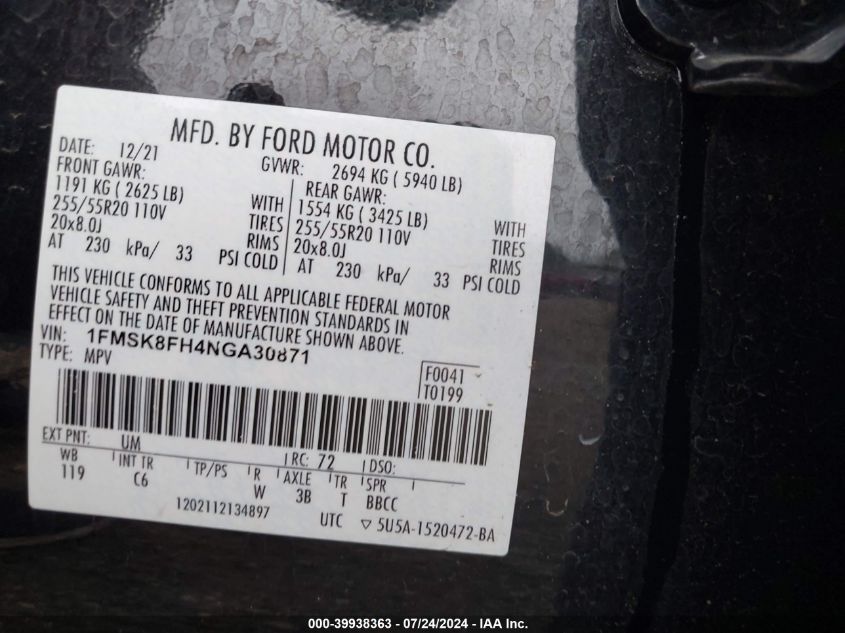 MFD. BY FORD MOTOR CO.
DATE: 12/21 GVWR: 2694 KG ( 5940 LB)
FRONT GAWR: REAR GAWR:
1191 KG ( 2625 LB) WITH 1554 KG ( 3425 LB) WITH
255/55R20 110V TIRES 255/55R20 110V TIRES
20x8.0J RIMS 20x8.0J RIMS
AT 230 kPa/ 33 PSI COLD AT 230 kPa/ 33 PSI COLD
THIS VEHICLE CONFORMS TO ALL APPLICABLE FEDERAL MOTOR
VEHICLE SAFETY AND THEFT PREVENTION STANDARDS IN
EFFECT ON THE DATE OF MANUFACTURE SHOWN ABOVE.
VIN: 1FMSK8FH4NGA30871
TYPE: MPV
F0041
T0199
EXT PNT: UM RC: 72 DSO:
WB INT TR TP/PS R AXLE TR SPR
119 C6 W 3B T BBCC
1202112134897 UTC ▽ 5U5A-1520472-BA
000-39938363 - 07/24/2024 - IAAI.com